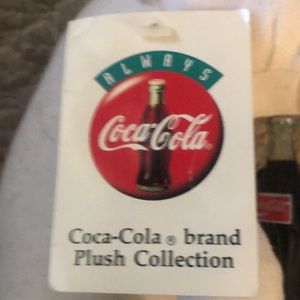 ALWAYS
Coca-Cola ®
Coca-Cola ® brand
Plush Collection